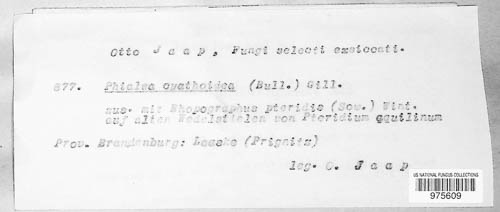 Otto Jaap, Fungi selecti exsiccati.
877. Phialea cyathoidea (Bull.) Gill.
zus. mit Rhopographus pteridis (Sow.) Wint.
auf alten Wedelstielen von Pteridium aquilinum
Prov. Brandenburg: Laaske (Prignitz)
leg. O. Jaap
US NATIONAL FUNGUS COLLECTIONS
975609